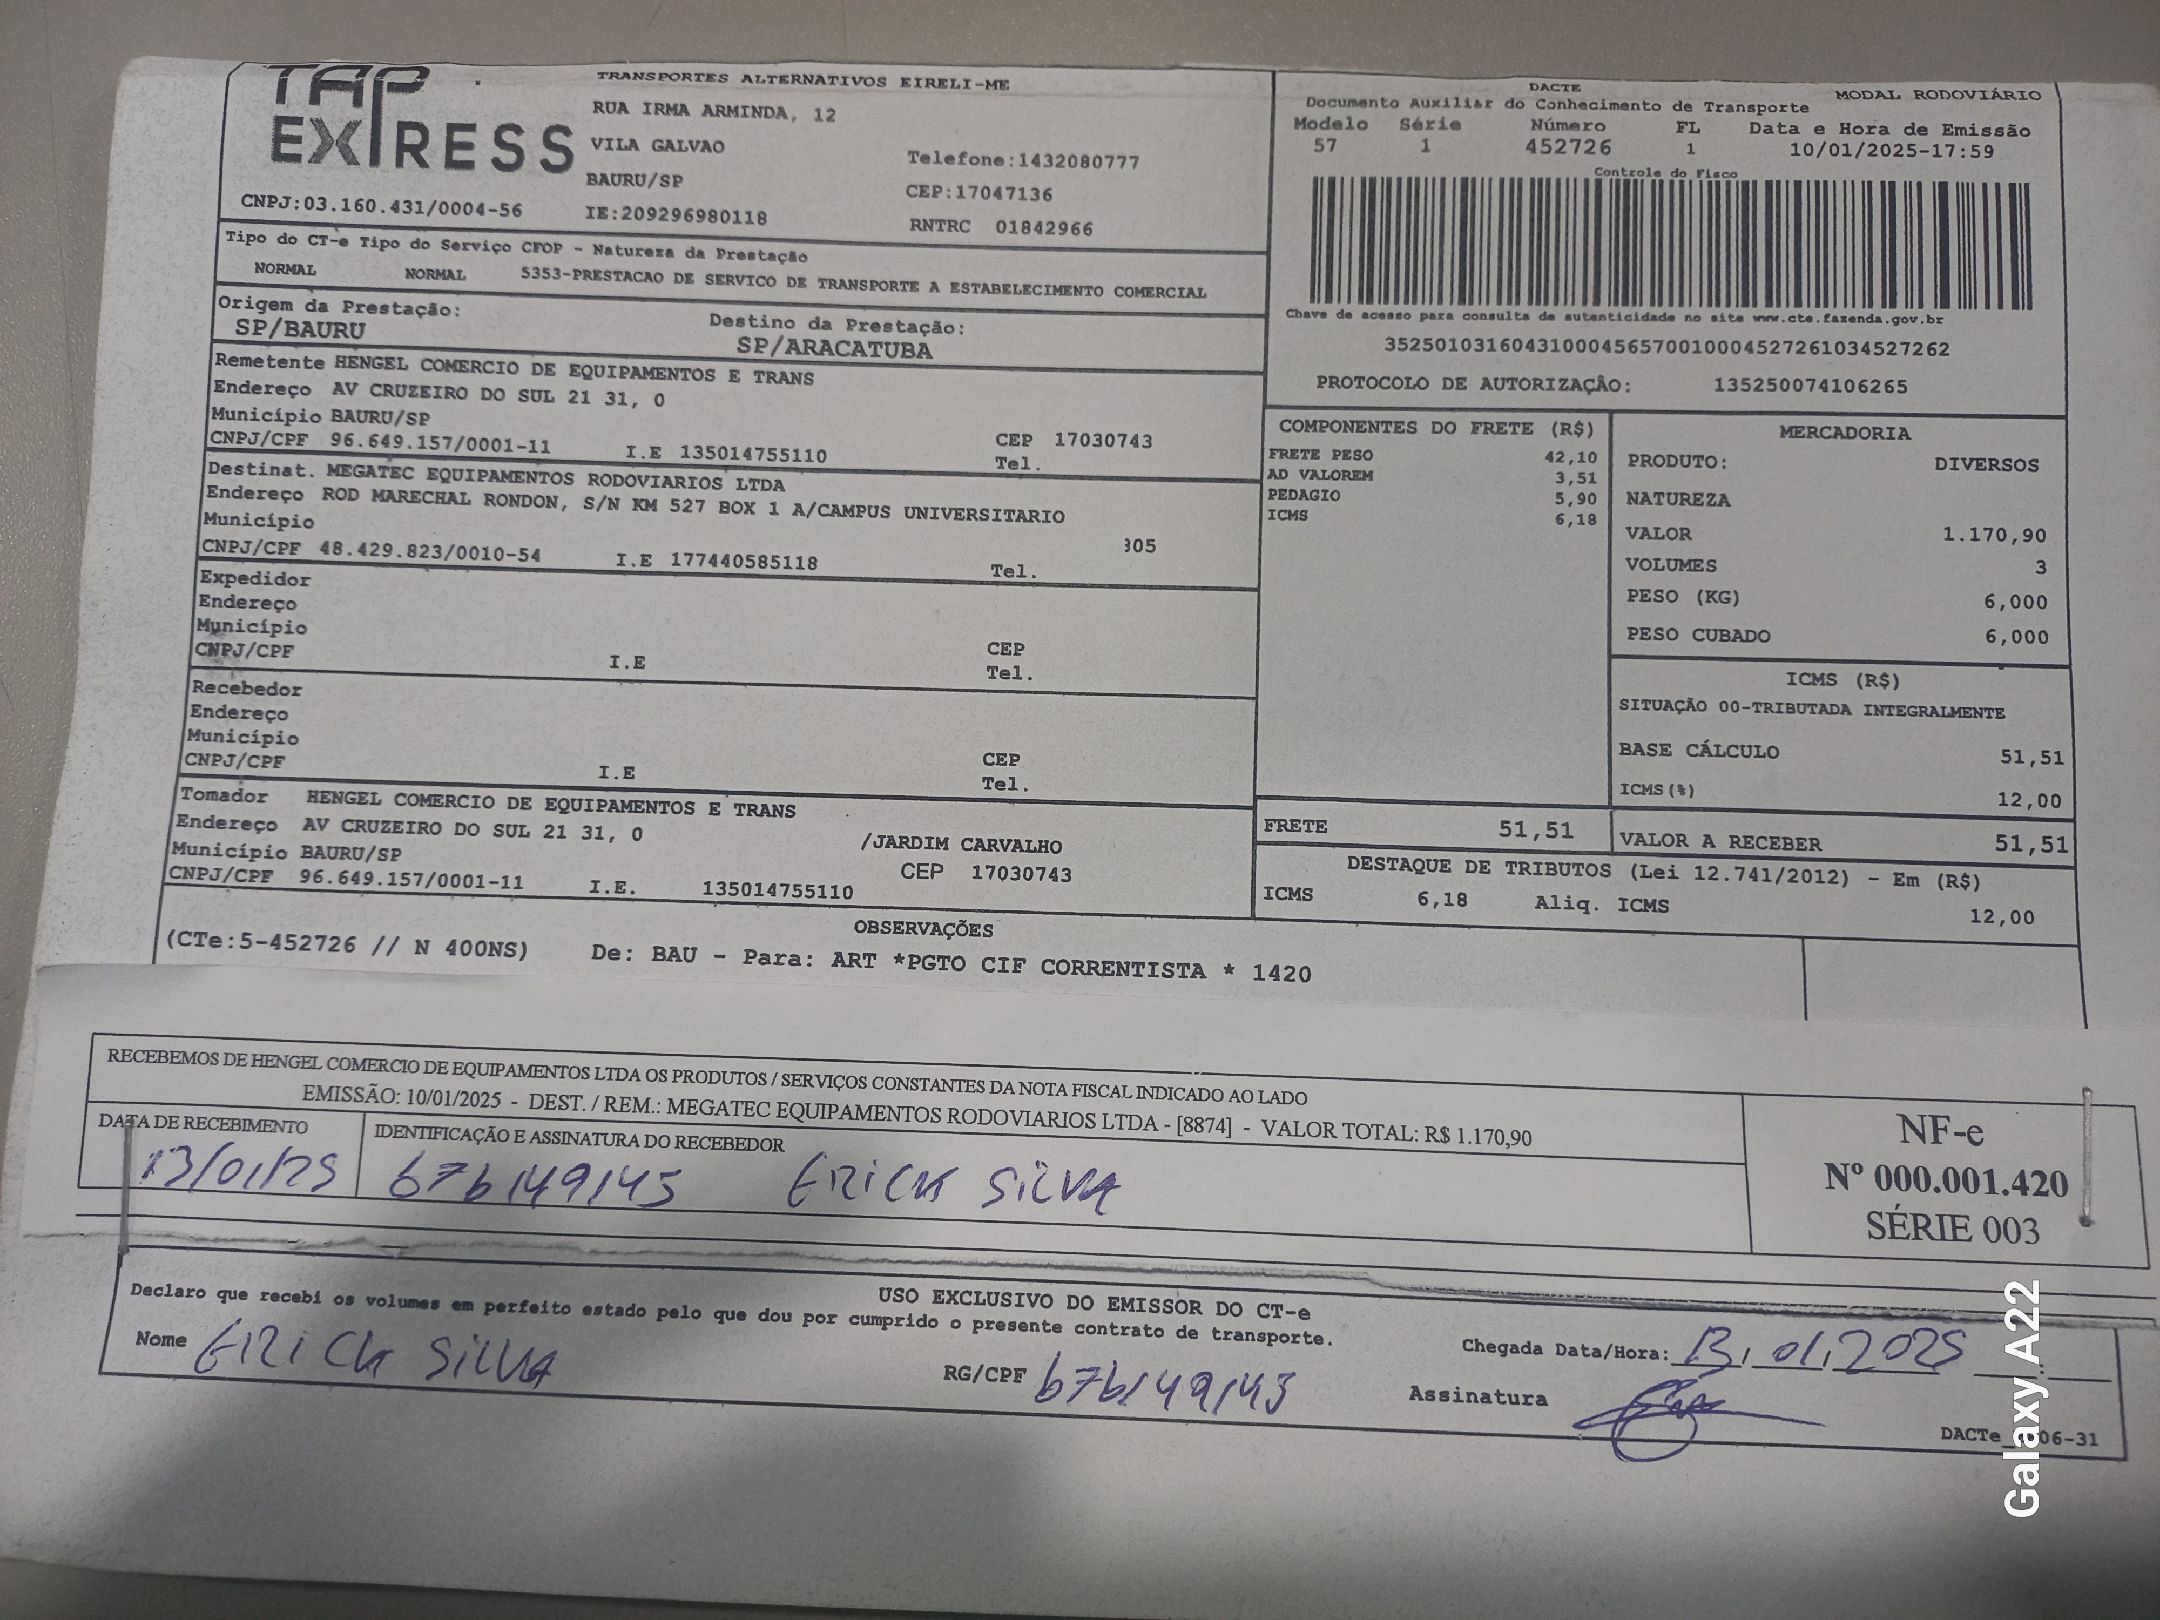 TAP EXPRESS
TRANSPORTES ALTERNATIVOS EIRELI-ME
RUA IRMA ARMINDA, 12
VILA GALVAO
Telefone:1432080777
BAURU/SP
CEP:17047136
CNPJ:03.160.431/0004-56
IE:209296980118
RNTRC 01842966
DACTE
MODAL RODOVIÁRIO
Documento Auxiliar do Conhecimento de Transporte
Modelo Série Número FL Data e Hora de Emissão
57 1 452726 1 10/01/2025-17:59
Controle do Fisco
Chave de acesso para consulta de autenticidade no site www.cte.fazenda.gov.br
35250103160431000456570010004527261034527262
PROTOCOLO DE AUTORIZAÇÃO: 135250074106265
Tipo do CT-e Tipo do Serviço CFOP - Natureza da Prestação
NORMAL NORMAL 5353-PRESTACAO DE SERVICO DE TRANSPORTE A ESTABELECIMENTO COMERCIAL
Origem da Prestação: Destino da Prestação:
SP/BAURU SP/ARACATUBA
Remetente HENGEL COMERCIO DE EQUIPAMENTOS E TRANS
Endereço AV CRUZEIRO DO SUL 21 31, 0
Município BAURU/SP CEP 17030743
CNPJ/CPF 96.649.157/0001-11 I.E 135014755110 Tel.
Destinat. MEGATEC EQUIPAMENTOS RODOVIARIOS LTDA
Endereço ROD MARECHAL RONDON, S/N KM 527 BOX 1 A/CAMPUS UNIVERSITARIO
Município 305
CNPJ/CPF 48.429.823/0010-54 I.E 177440585118 Tel.
Expedidor
Endereço
Município CEP
CNPJ/CPF I.E Tel.
Recebedor
Endereço
Município CEP
CNPJ/CPF I.E Tel.
Tomador HENGEL COMERCIO DE EQUIPAMENTOS E TRANS
Endereço AV CRUZEIRO DO SUL 21 31, 0 /JARDIM CARVALHO
Município BAURU/SP CEP 17030743
CNPJ/CPF 96.649.157/0001-11 I.E. 135014755110
COMPONENTES DO FRETE (R$)
FRETE PESO 42,10
AD VALOREM 3,51
PEDAGIO 5,90
ICMS 6,18
MERCADORIA
PRODUTO: DIVERSOS
NATUREZA
VALOR 1.170,90
VOLUMES 3
PESO (KG) 6,000
PESO CUBADO 6,000
ICMS (R$)
SITUAÇÃO 00-TRIBUTADA INTEGRALMENTE
BASE CÁLCULO 51,51
ICMS(%) 12,00
FRETE 51,51 VALOR A RECEBER 51,51
DESTAQUE DE TRIBUTOS (Lei 12.741/2012) - Em (R$)
ICMS 6,18 Aliq. ICMS 12,00
OBSERVAÇÕES
(CTe:5-452726 // N 400NS) De: BAU - Para: ART *PGTO CIF CORRENTISTA * 1420
RECEBEMOS DE HENGEL COMERCIO DE EQUIPAMENTOS LTDA OS PRODUTOS / SERVIÇOS CONSTANTES DA NOTA FISCAL INDICADO AO LADO
EMISSÃO: 10/01/2025 - DEST. / REM.: MEGATEC EQUIPAMENTOS RODOVIARIOS LTDA - [8874] - VALOR TOTAL: R$ 1.170,90
DATA DE RECEBIMENTO IDENTIFICAÇÃO E ASSINATURA DO RECEBEDOR
13/01/25 676149145 ERICK SILVA
NF-e
Nº 000.001.420
SÉRIE 003
USO EXCLUSIVO DO EMISSOR DO CT-e
Declaro que recebi os volumes em perfeito estado pelo que dou por cumprido o presente contrato de transporte.
Nome ERICK SILVA RG/CPF 676149143
Chegada Data/Hora: 13/01/2025
Assinatura
DACTe 06-31
Galaxy A22